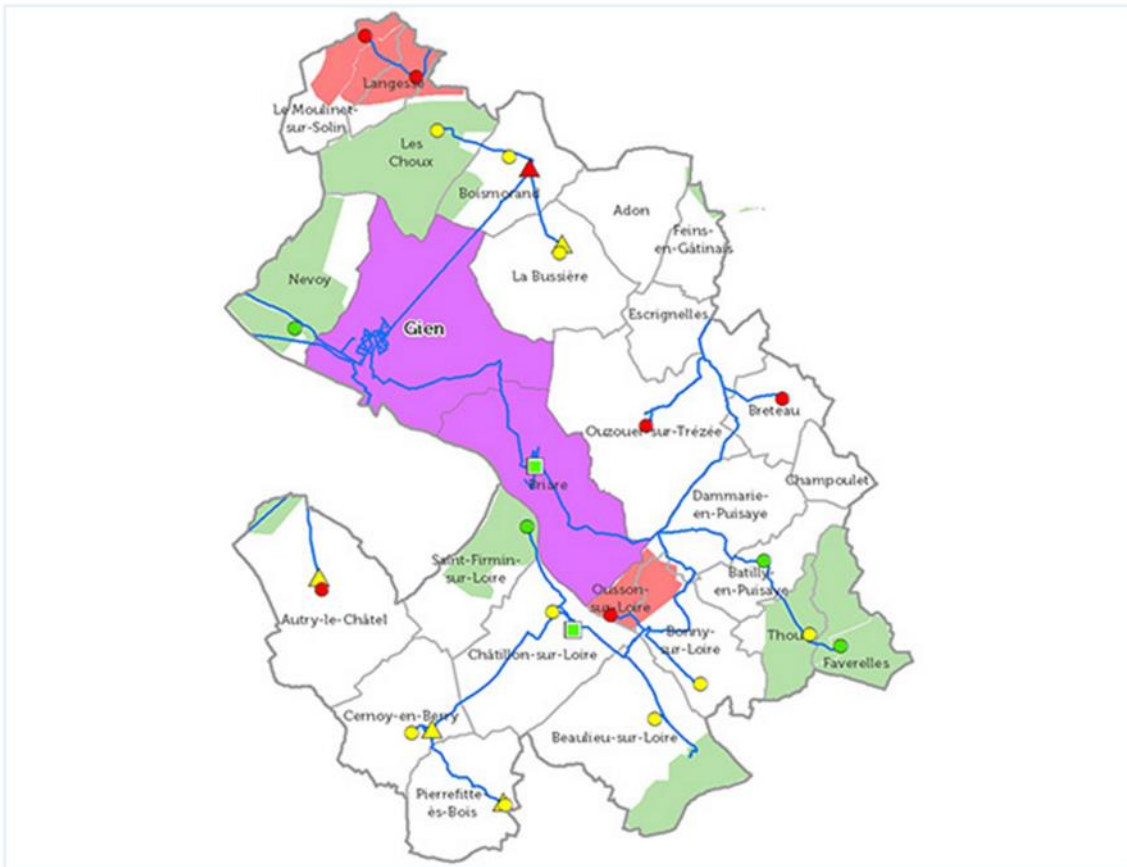 Langesse
Le Moulinet-
sur-Solin
Les
Choux
Boismorand
Adon
Feins-
en-Gâtinais
La Bussière
Nevoy
Escrignelles
Gien
Breteau
Ouzouer-sur-Trézée
Champoulet
Briare
Dammarie-
en-Puisaye
Saint-Firmin-
sur-Loire
Batilly-
en-Puisaye
Ousson-
sur-Loire
Autry-le-Châtel
Thou
Bonny-
sur-Loire
Châtillon-sur-Loire
Faverelles
Cernoy-en-Berry
Beaulieu-sur-Loire
Pierrefitte
ès-Bois